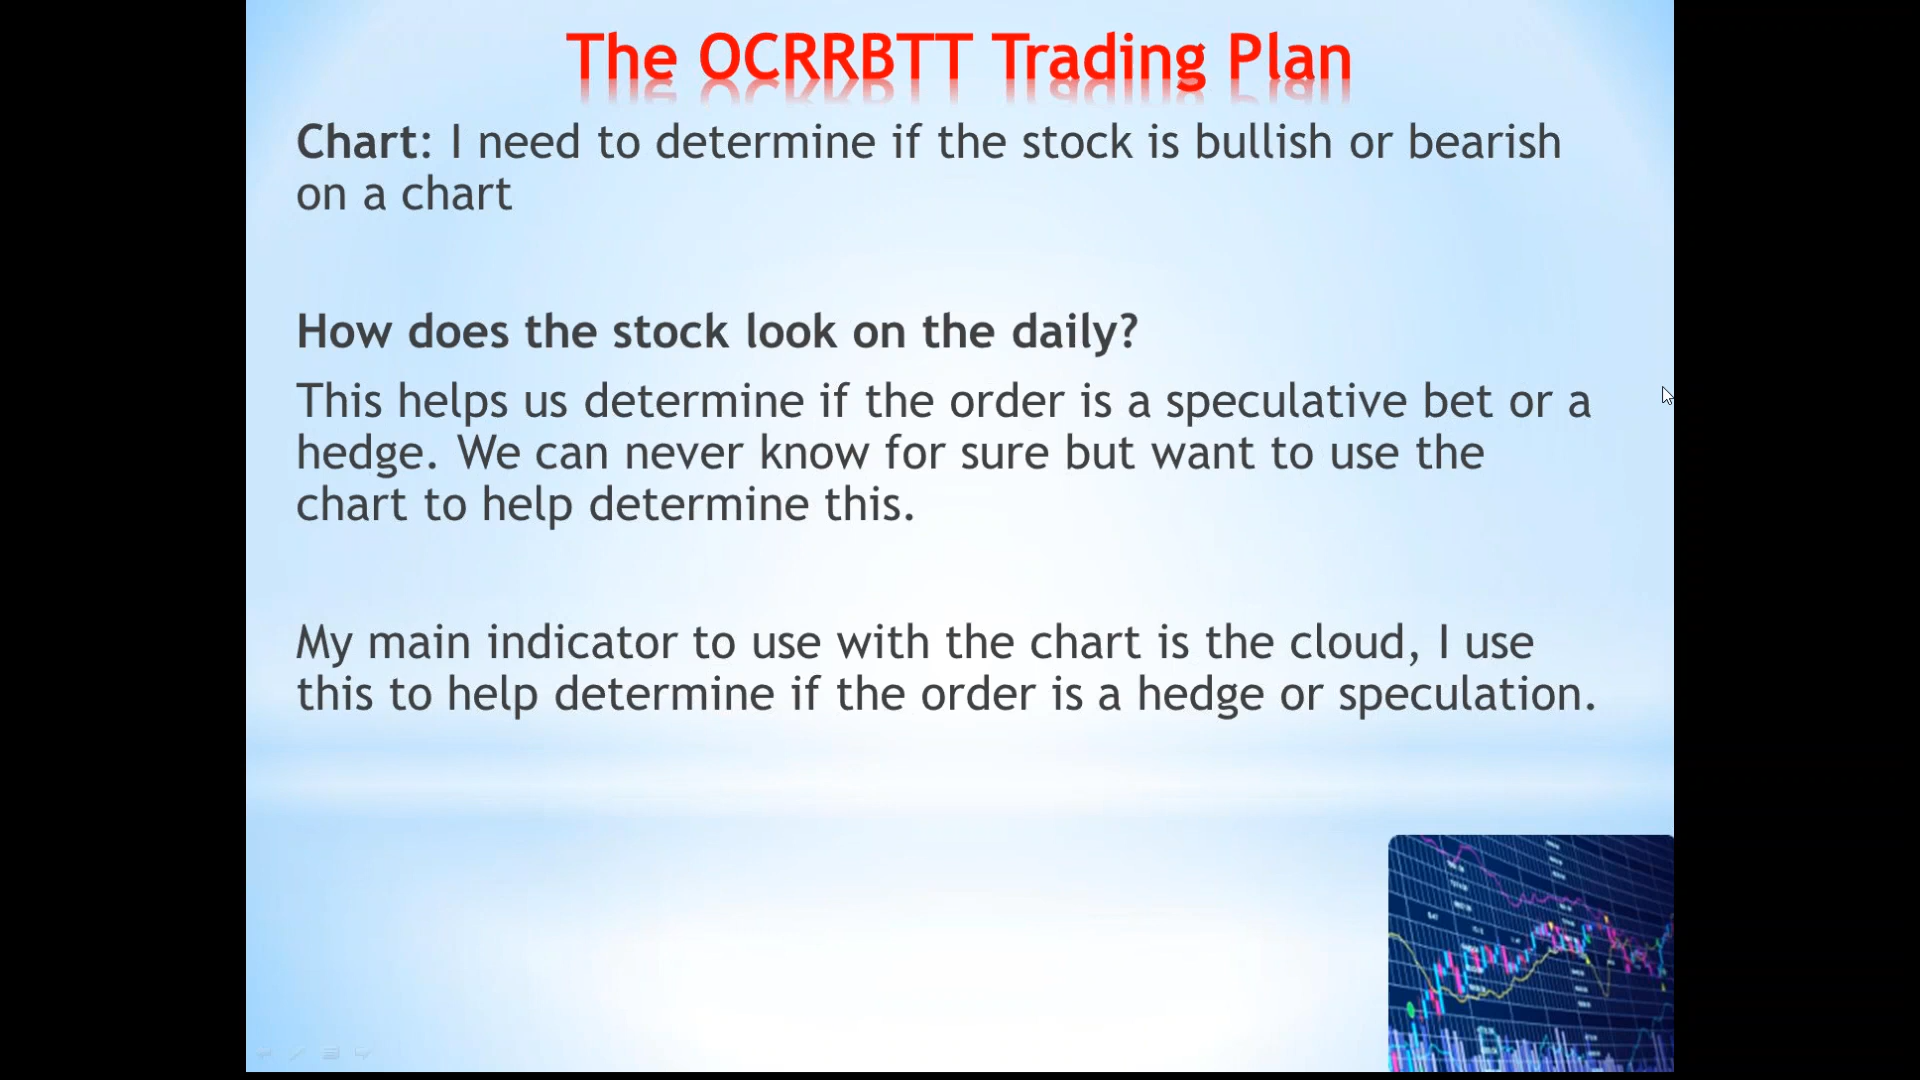 The OCRRBTT Trading Plan
Chart: I need to determine if the stock is bullish or bearish
on a chart
How does the stock look on the daily?
This helps us determine if the order is a speculative bet or a
hedge. We can never know for sure but want to use the
chart to help determine this.
My main indicator to use with the chart is the cloud, I use
this to help determine if the order is a hedge or speculation.